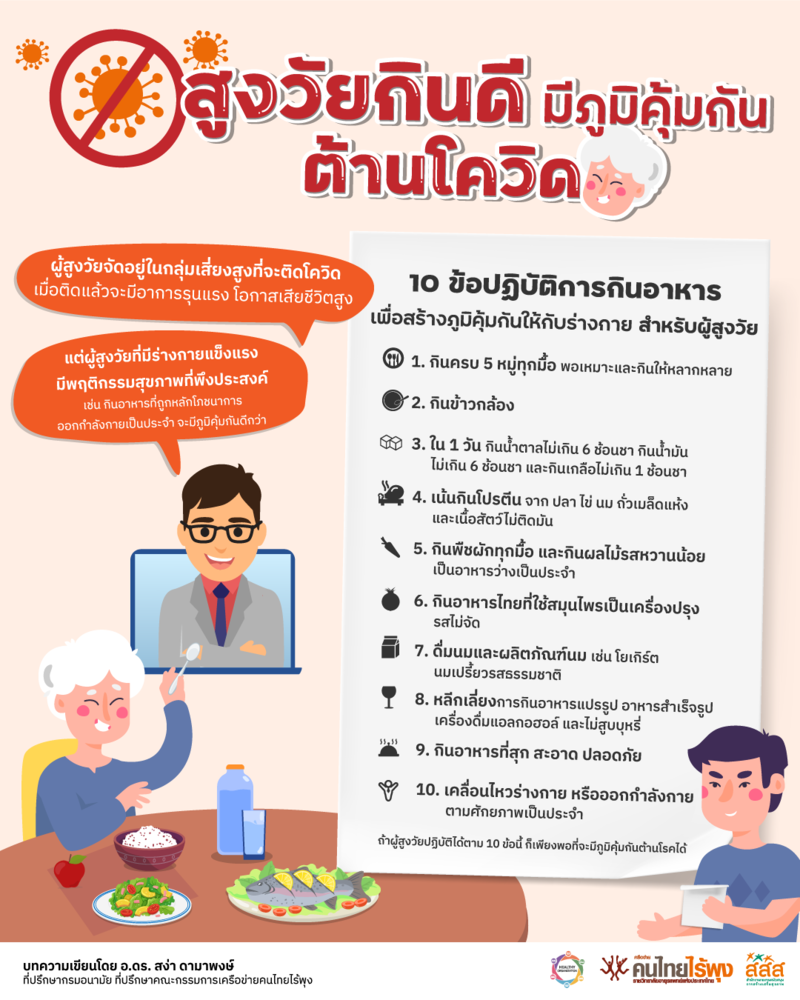 สูงวัยกินดี มีภูมิคุ้มกัน
ต้านโควิด
ผู้สูงวัยจัดอยู่ในกลุ่มเสี่ยงสูงที่จะติดโควิด
เมื่อติดแล้วจะมีอาการรุนแรง โอกาสเสียชีวิตสูง
แต่ผู้สูงวัยที่มีร่างกายแข็งแรง
มีพฤติกรรมสุขภาพที่พึงประสงค์
เช่น กินอาหารที่ถูกหลักโภชนาการ
ออกกำลังกายเป็นประจำ จะมีภูมิคุ้มกันดีกว่า
10 ข้อปฏิบัติการกินอาหาร
เพื่อสร้างภูมิคุ้มกันให้กับร่างกาย สำหรับผู้สูงวัย
1. กินครบ 5 หมู่ทุกมื้อ พอเหมาะและกินให้หลากหลาย
2. กินข้าวกล้อง
3. ใน 1 วัน กินน้ำตาลไม่เกิน 6 ช้อนชา กินน้ำมัน
ไม่เกิน 6 ช้อนชา และกินเกลือไม่เกิน 1 ช้อนชา
4. เน้นกินโปรตีน จาก ปลา ไข่ นม ถั่วเมล็ดแห้ง
และเนื้อสัตว์ไม่ติดมัน
5. กินพืชผักทุกมื้อ และกินผลไม้รสหวานน้อย
เป็นอาหารว่างเป็นประจำ
6. กินอาหารไทยที่ใช้สมุนไพรเป็นเครื่องปรุง
รสไม่จัด
7. ดื่มนมและผลิตภัณฑ์นม เช่น โยเกิร์ต
นมเปรี้ยวรสธรรมชาติ
8. หลีกเลี่ยงการกินอาหารแปรรูป อาหารสำเร็จรูป
เครื่องดื่มแอลกอฮอล์ และไม่สูบบุหรี่
9. กินอาหารที่สุก สะอาด ปลอดภัย
10. เคลื่อนไหวร่างกาย หรือออกกำลังกาย
ตามศักยภาพเป็นประจำ
ถ้าผู้สูงวัยปฏิบัติได้ตาม 10 ข้อนี้ ก็เพียงพอที่จะมีภูมิคุ้มกันต้านโรคได้
บทความเขียนโดย อ.ดร. สง่า ดามาพงษ์
ที่ปรึกษากรมอนามัย ที่ปรึกษาคณะกรรมการเครือข่ายคนไทยไร้พุง
HEALTHY
เครือข่าย
คนไทยไร้พุง
ราชวิทยาลัยอายุรแพทย์แห่งประเทศไทย
สสส